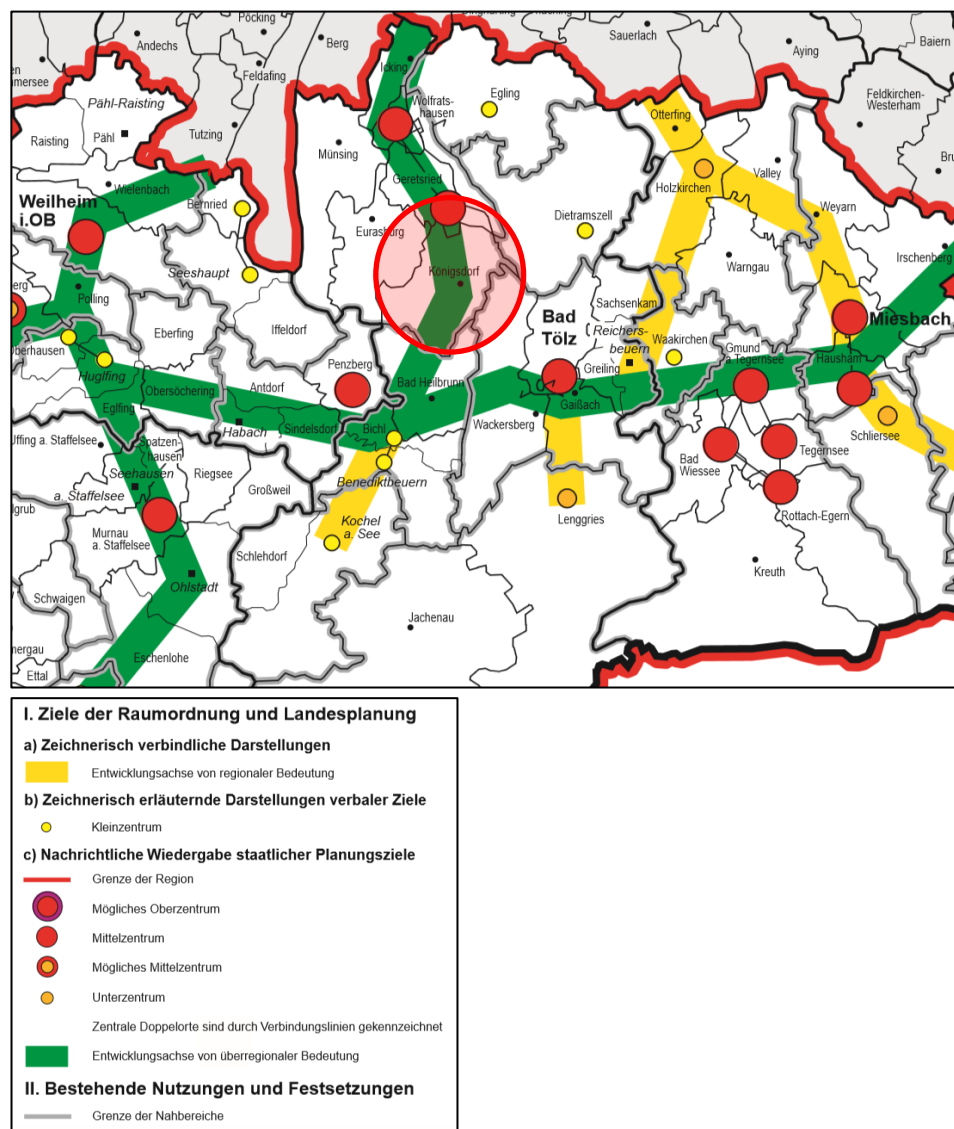 Andechs
Pöcking
Berg
Sauerlach
Aying
Baiern
Feldafing
Icking
Feldkirchen-
Westerham
Pähl-Raisting
Wolfrats-
hausen
Egling
Otterfing
Raisting
Pähl
Tutzing
Münsing
Valley
Holzkirchen
Wielenbach
Geretsried
Weilheim
i.OB
Bernried
Eurasburg
Dietramszell
Weyarn
Irschenberg
Seeshaupt
Königsdorf
Warngau
Polling
Sachsenkam
Eberfing
Iffeldorf
Bad
Tölz
Reichers-
beuern
Miesbach
Oberhausen
Waakirchen
Huglfing
Penzberg
Greiling
Gmund
a. Tegernsee
Hausham
Obersöchering
Antdorf
Bad Heilbrunn
Eglfing
Gaißach
Habach
Sindelsdorf
Bichl
Wackersberg
Schliersee
Uffing a. Staffelsee
Spatzen-
hausen
Seehausen
a. Staffelsee
Riegsee
Großweil
Benediktbeuern
Bad
Wiessee
Tegernsee
Lenggries
Rottach-Egern
Murnau
a. Staffelsee
Kochel
a. See
Schlehdorf
Ohlstadt
Kreuth
Schwaigen
Jachenau
Eschenlohe
Ettal
I. Ziele der Raumordnung und Landesplanung
a) Zeichnerisch verbindliche Darstellungen
Entwicklungsachse von regionaler Bedeutung
b) Zeichnerisch erläuternde Darstellungen verbaler Ziele
Kleinzentrum
c) Nachrichtliche Wiedergabe staatlicher Planungsziele
Grenze der Region
Mögliches Oberzentrum
Mittelzentrum
Mögliches Mittelzentrum
Unterzentrum
Zentrale Doppelorte sind durch Verbindungslinien gekennzeichnet
Entwicklungsachse von überregionaler Bedeutung
II. Bestehende Nutzungen und Festsetzungen
Grenze der Nahbereiche